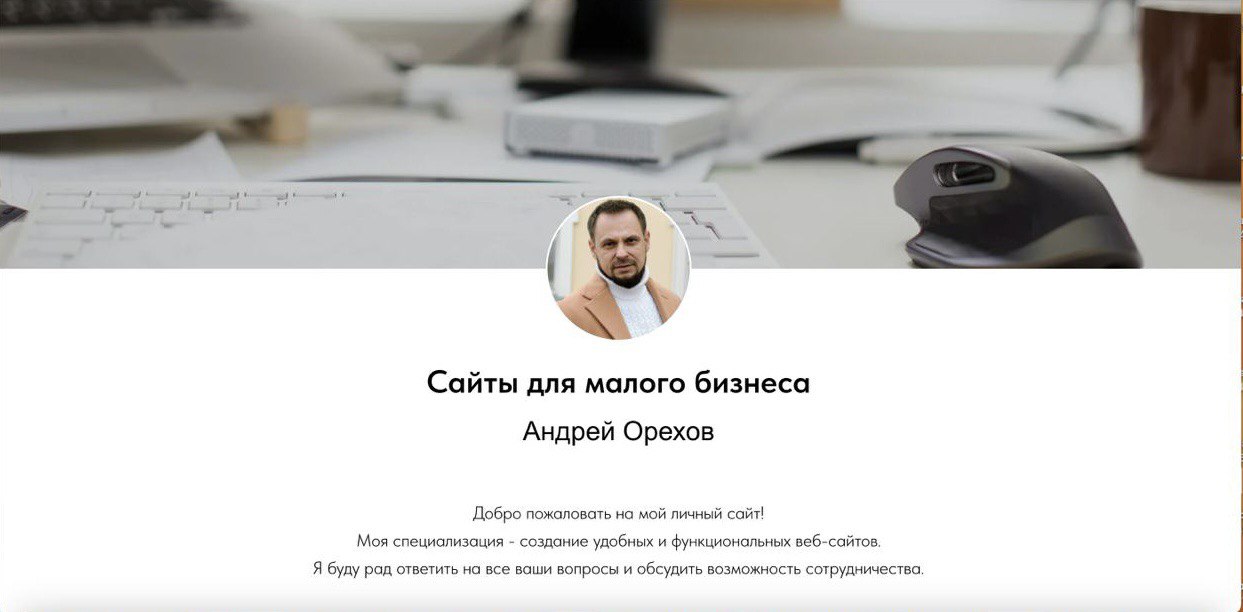 Сайты для малого бизнеса
Андрей Орехов
Добро пожаловать на мой личный сайт!
Моя специализация - создание удобных и функциональных веб-сайтов.
Я буду рад ответить на все ваши вопросы и обсудить возможность сотрудничества.